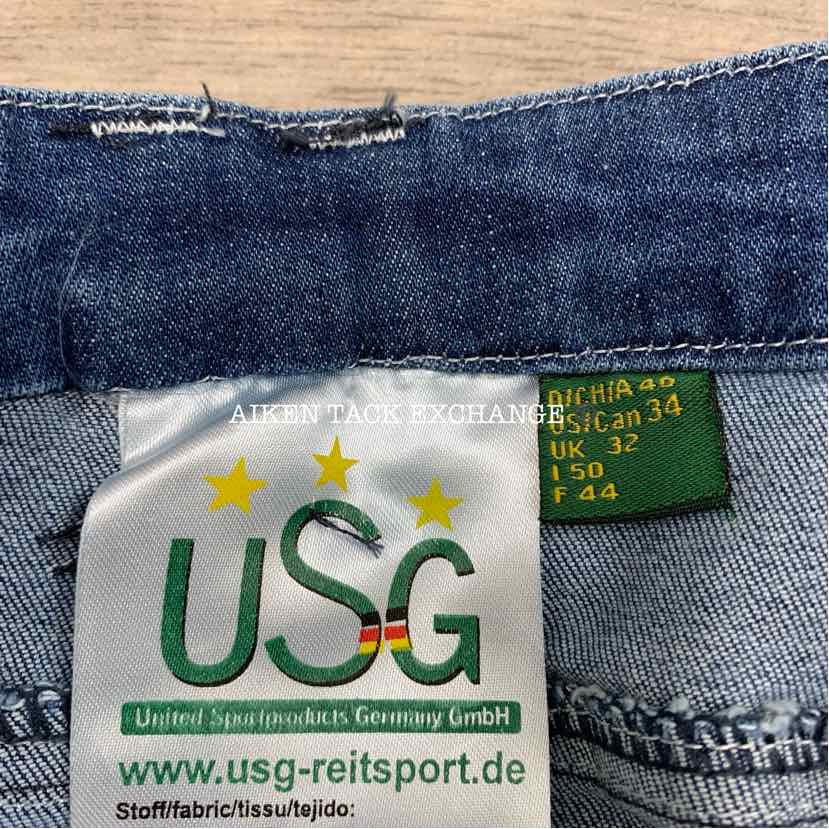 AIKEN TACK EXCHANGE
D/CH/A 46
US/Can 34
UK 32
I 50
F 44
USG
United Sportproducts Germany GmbH
www.usg-reitsport.de
Stoff/fabric/tissu/tejido: